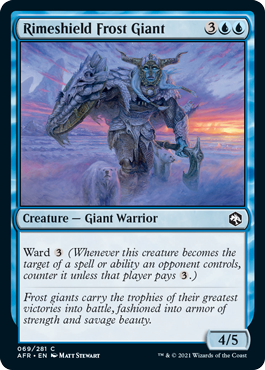 Rimeshield Frost Giant 3
Creature — Giant Warrior
Ward 3 (Whenever this creature becomes the
target of a spell or ability an opponent controls,
counter it unless that player pays 3.)
Frost giants carry the trophies of their greatest
victories into battle, fashioned into armor of
strength and savage beauty.
4/5
069/281 C
AFR • EN MATT STEWART
™ & © 2021 Wizards of the Coast